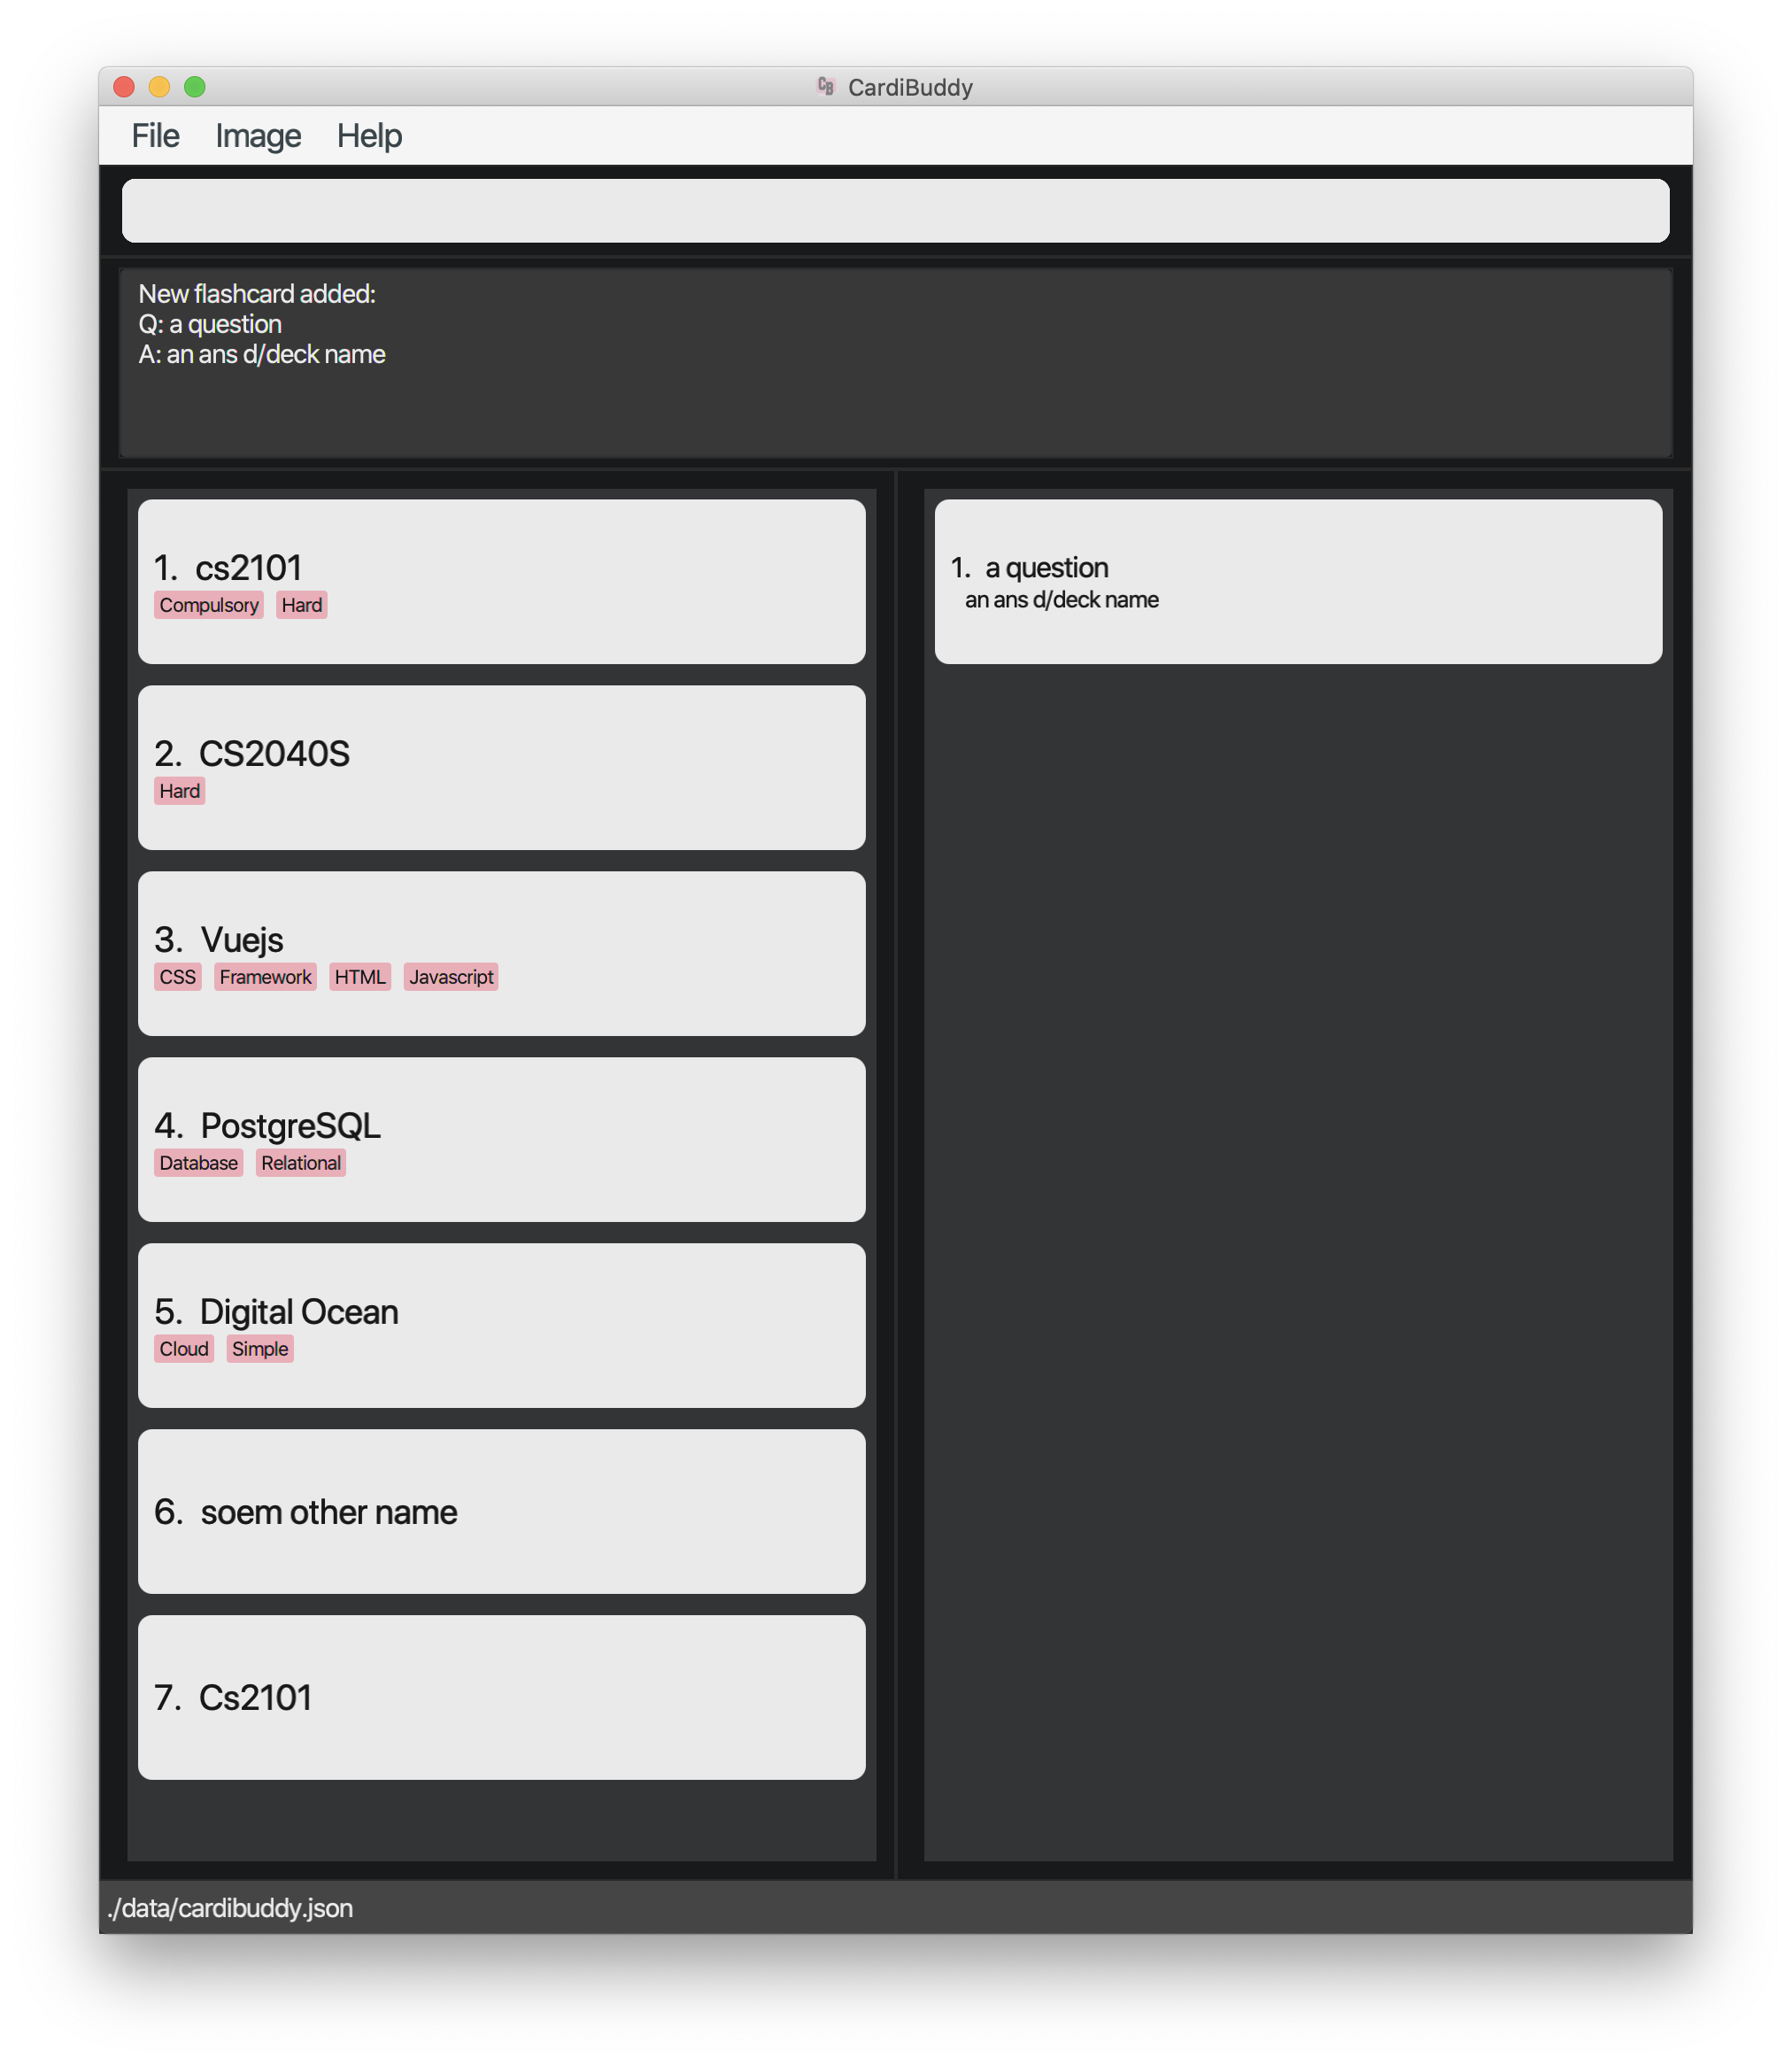 CB CardiBuddy
File Image Help
New flashcard added:
Q: a question
A: an ans d/deck name
1. cs2101
Compulsory Hard
2. CS2040S
Hard
3. Vuejs
CSS Framework HTML Javascript
4. PostgreSQL
Database Relational
5. Digital Ocean
Cloud Simple
6. soem other name
7. Cs2101
1. a question
an ans d/deck name
./data/cardibuddy.json